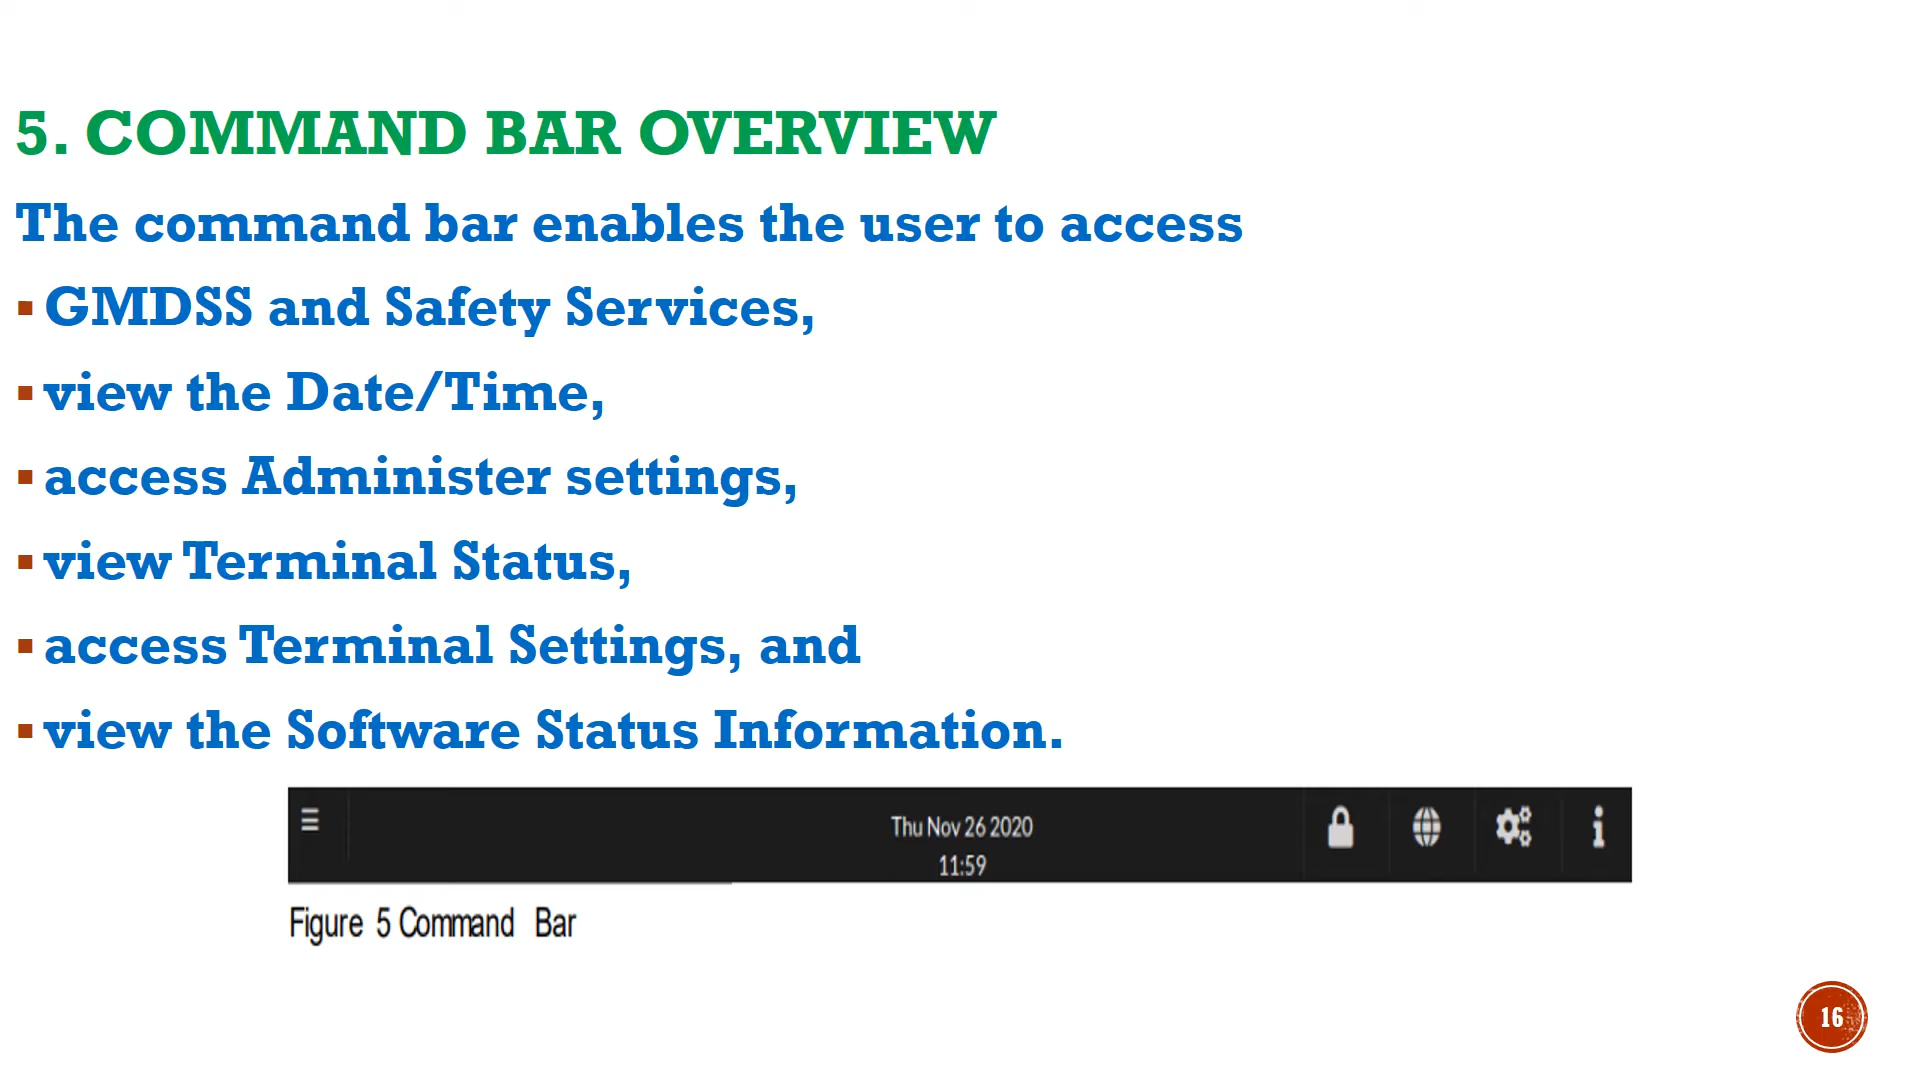 5. COMMAND BAR OVERVIEW
The command bar enables the user to access
▪ GMDSS and Safety Services,
▪ view the Date/Time,
▪ access Administer settings,
▪ view Terminal Status,
▪ access Terminal Settings, and
▪ view the Software Status Information.
Thu Nov 26 2020
11:59
Figure 5 Command Bar
16